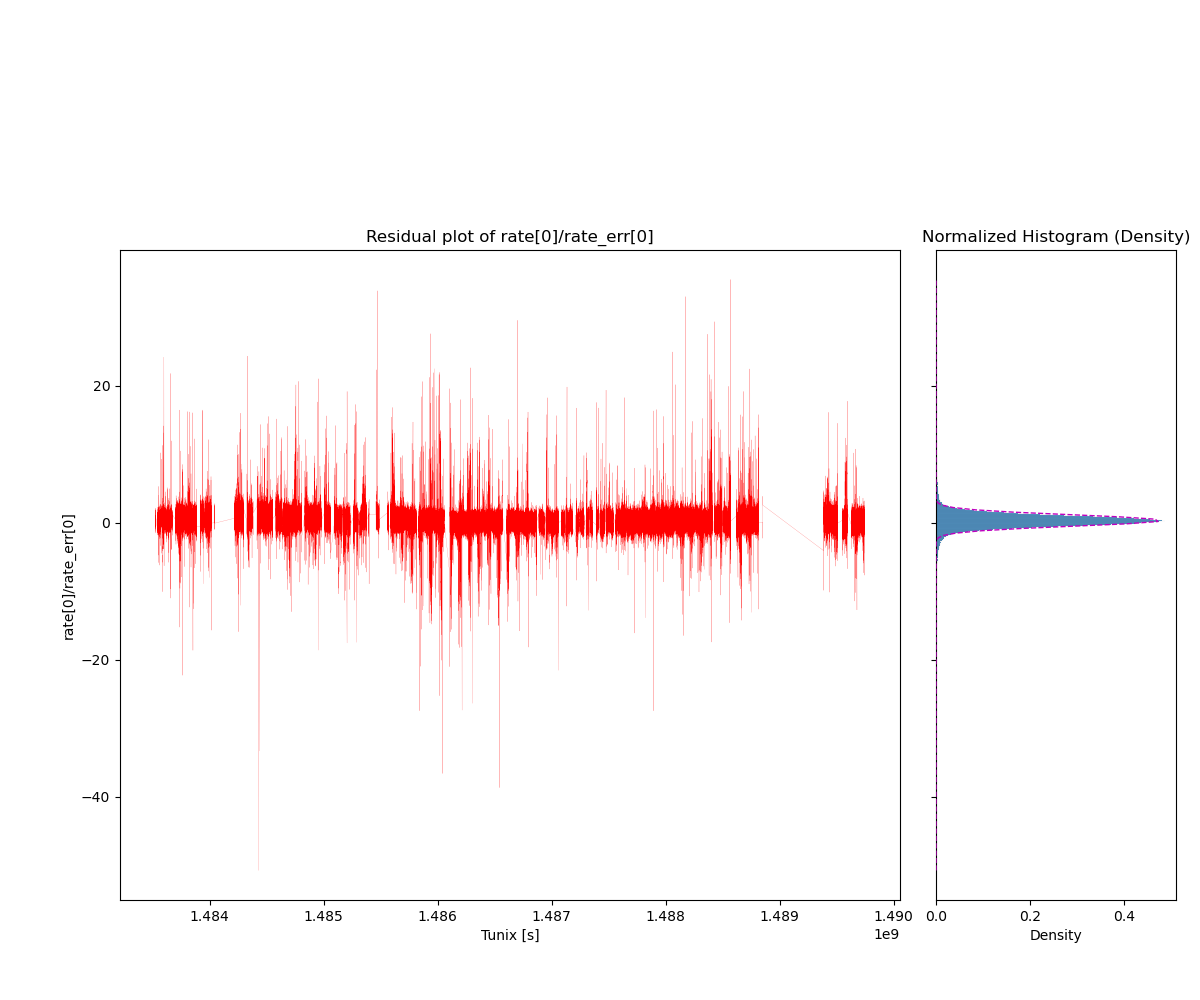 Residual plot of rate[0]/rate_err[0]
Normalized Histogram (Density)
rate[0]/rate_err[0]
20
0
−20
−40
1.484 1.485 1.486 1.487 1.488 1.489 1.490
1e9
Tunix [s]
0.0 0.2 0.4
Density